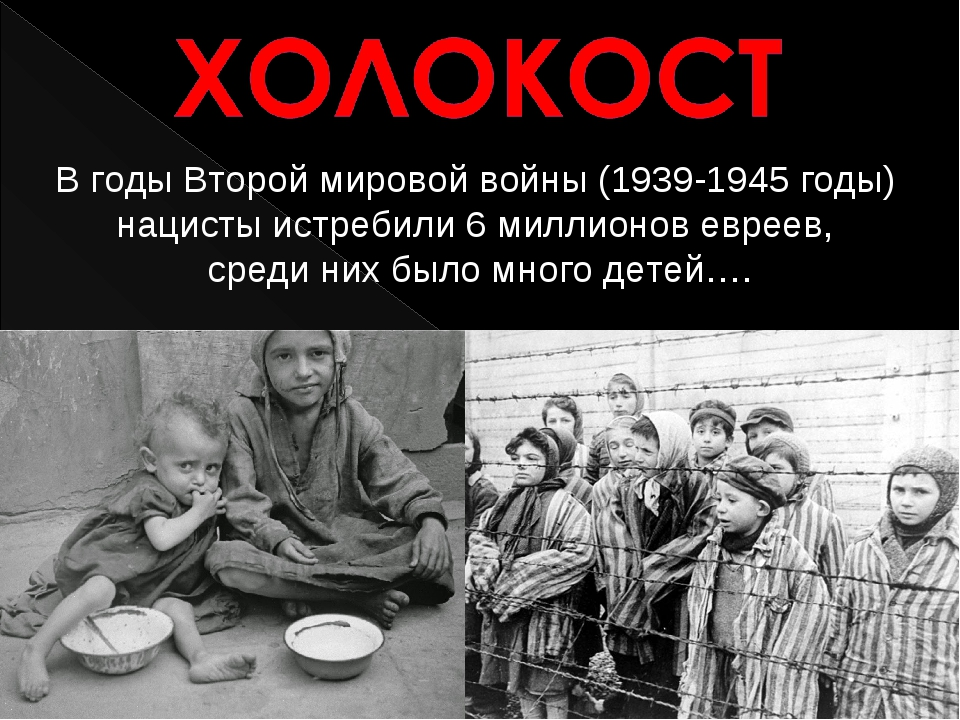 ХОЛОКОСТ
В годы Второй мировой войны (1939-1945 годы)
нацисты истребили 6 миллионов евреев,
среди них было много детей....